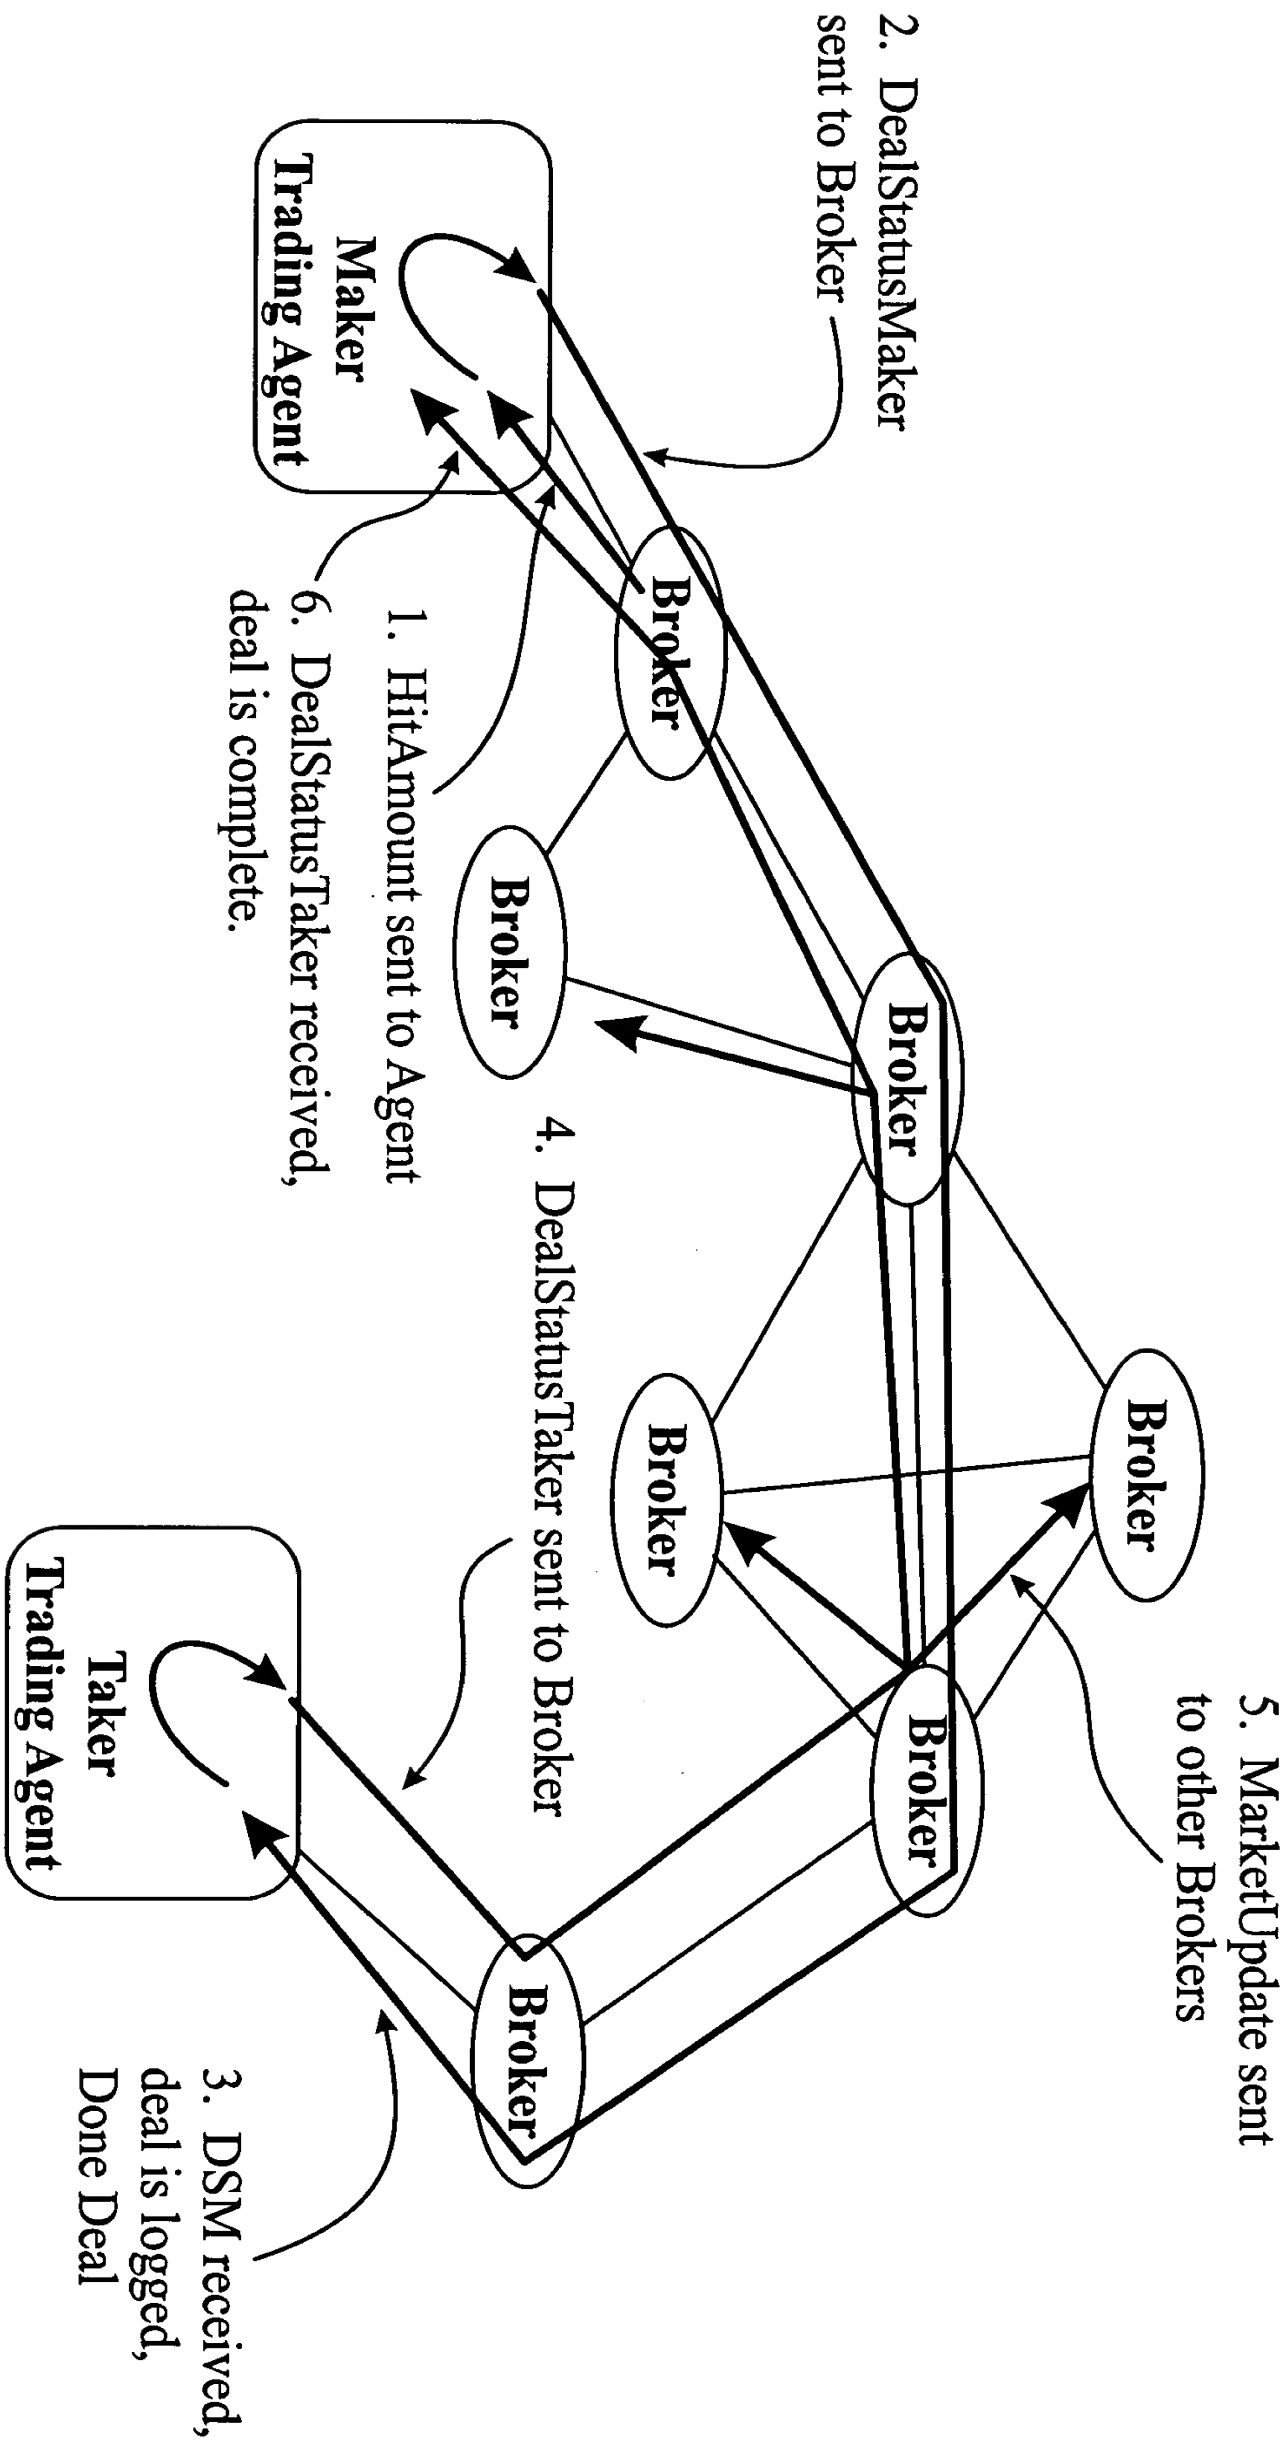 2. DealStatusMaker
sent to Broker
Maker
Trading Agent
Broker
1. HitAmount sent to Agent
6. DealStatusTaker received,
deal is complete.
Broker
Broker
4. DealStatusTaker sent to Broker
Broker
Broker
5. MarketUpdate sent
to other Brokers
Broker
Taker
Trading Agent
Broker
3. DSM received,
deal is logged,
Done Deal